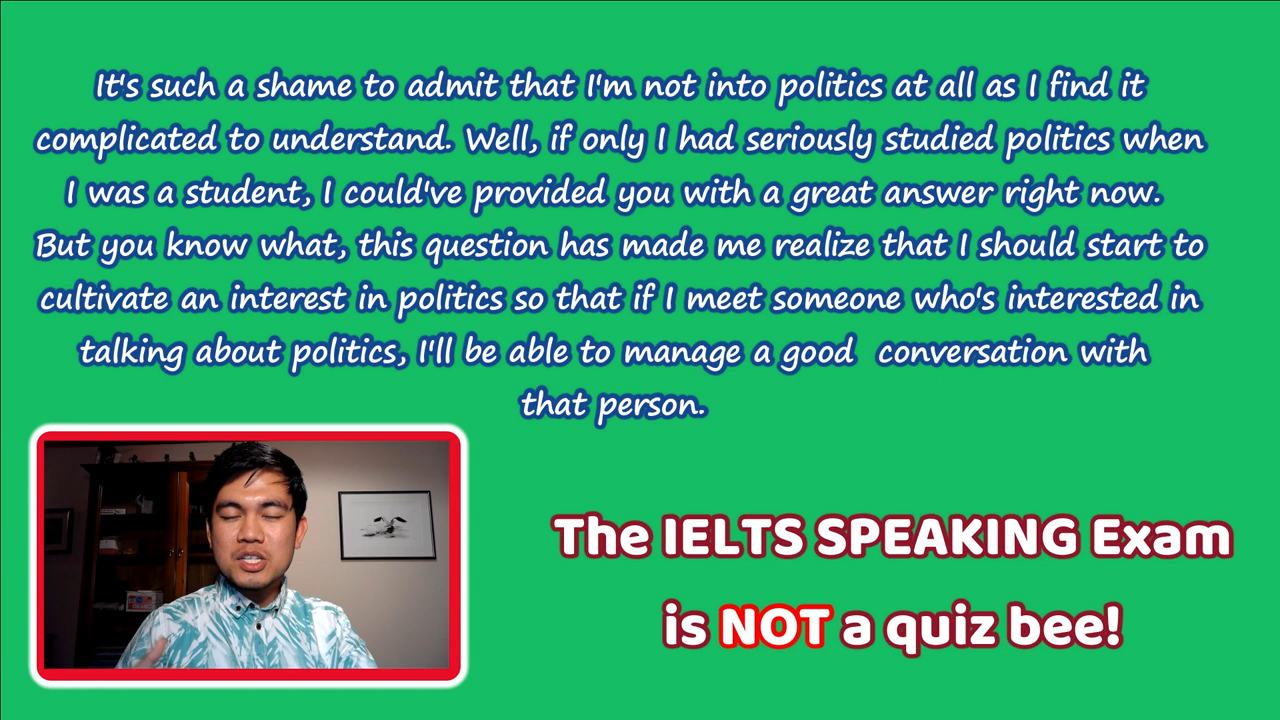 It's such a shame to admit that I'm not into politics at all as I find it
complicated to understand. Well, if only I had seriously studied politics when
I was a student, I could've provided you with a great answer right now.
But you know what, this question has made me realize that I should start to
cultivate an interest in politics so that if I meet someone who's interested in
talking about politics, I'll be able to manage a good  conversation with
that person.
The IELTS SPEAKING Exam
is NOT a quiz bee!